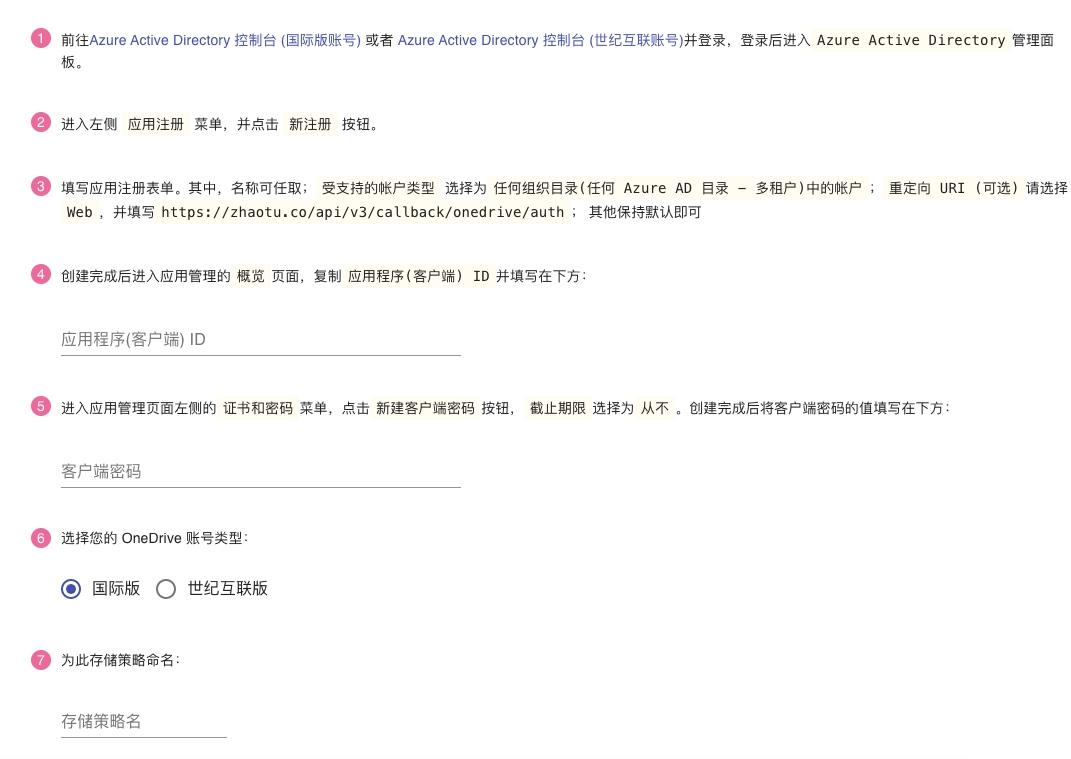 1 前往Azure Active Directory 控制台 (国际版账号) 或者 Azure Active Directory 控制台 (世纪互联账号)并登录，登录后进入 Azure Active Directory 管理面
板。
2 进入左侧 应用注册 菜单，并点击 新注册 按钮。
3 填写应用注册表单。其中，名称可任取； 受支持的帐户类型 选择为 任何组织目录(任何 Azure AD 目录 – 多租户)中的帐户 ； 重定向 URI (可选) 请选择
Web ，并填写 https://zhaotu.co/api/v3/callback/onedrive/auth ； 其他保持默认即可
4 创建完成后进入应用管理的 概览 页面，复制 应用程序(客户端) ID 并填写在下方：
应用程序(客户端) ID
5 进入应用管理页面左侧的 证书和密码 菜单，点击 新建客户端密码 按钮， 截止期限 选择为 从不 。创建完成后将客户端密码的值填写在下方：
客户端密码
6 选择您的 OneDrive 账号类型：
国际版 世纪互联版
7 为此存储策略命名：
存储策略名